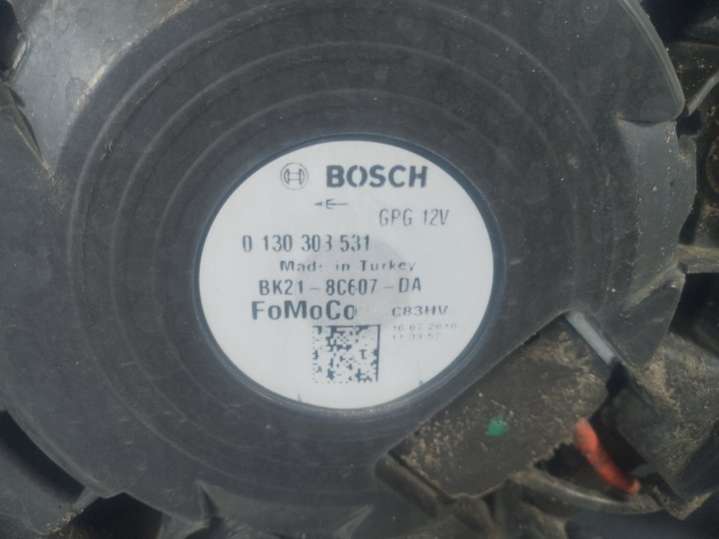 BOSCH
GPG 12V
0 130 303 531
Made in Turkey
BK21-8C607-DA
FoMoCo C83HV